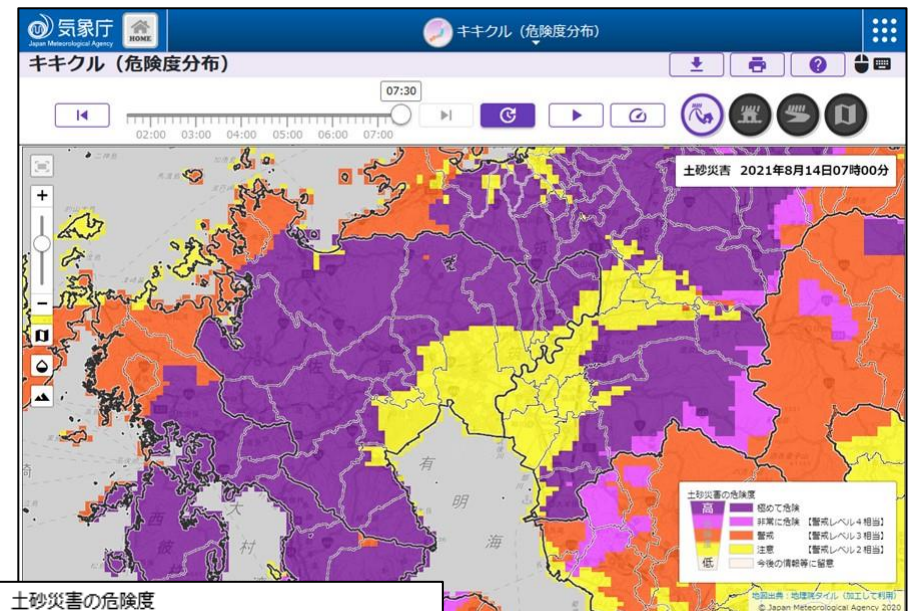 気象庁
Japan Meteorological Agency
HOME
キキクル（危険度分布）
キキクル（危険度分布）
07:30
02:00 03:00 04:00 05:00 06:00 07:00
土砂災害 2021年8月14日07時00分
佐
筑
有
明
海
大
村
西
彼
崎
土砂災害の危険度
高
極めて危険
非常に危険 【警戒レベル４相当】
警戒 【警戒レベル３相当】
注意 【警戒レベル２相当】
低
今後の情報等に留意
地図出典：地理院タイル（加工して利用）
© Japan Meteorological Agency 2020
土砂災害の危険度